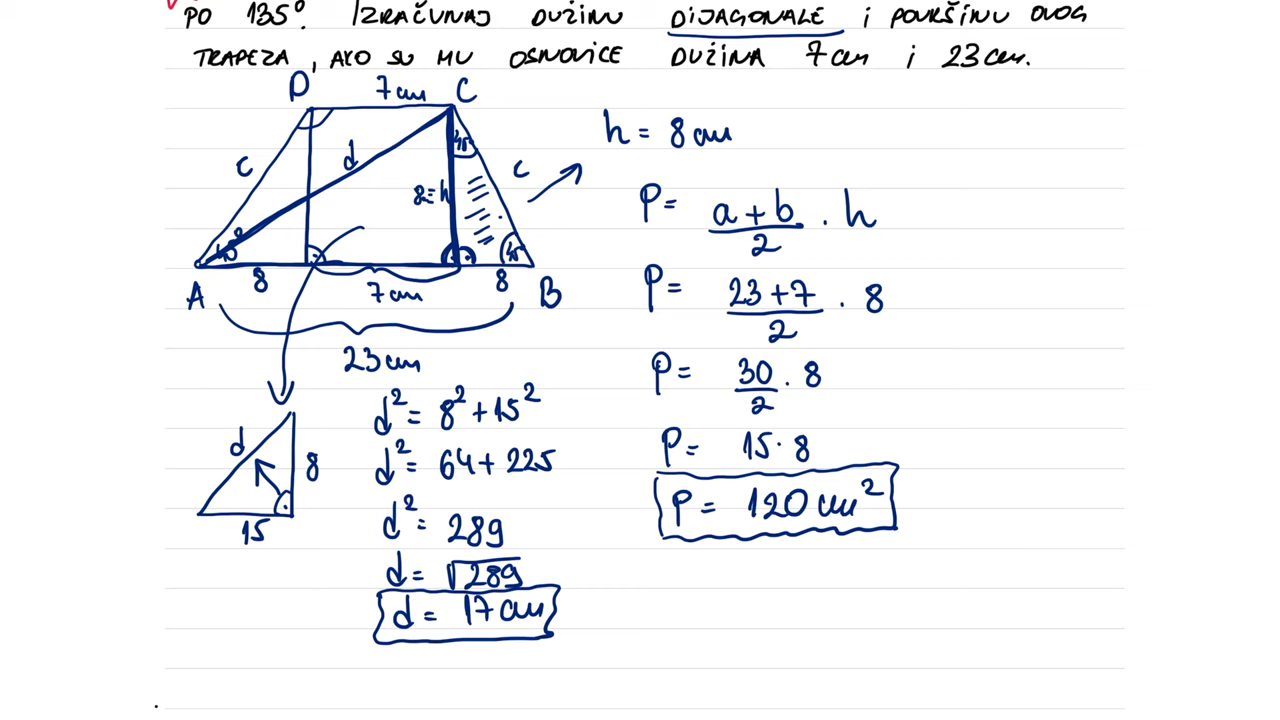 PO 135°. IZRAČUNAJ DUŽINU DIJAGONALE I POVRŠINU OVOG
TRAPEZA, AKO SU MU OSNOVICE DUŽINA 7cm i 23cm.
D 7cm C
45°
c d c
8=h
45° 45°
8 7cm 8
A B
23cm
d 8
15
d² = 8² + 15²
d² = 64 + 225
d² = 289
d = √289
d = 17cm
h = 8cm
P = a+b/2 · h
P = 23+7/2 · 8
P = 30/2 · 8
P = 15 · 8
P = 120cm²